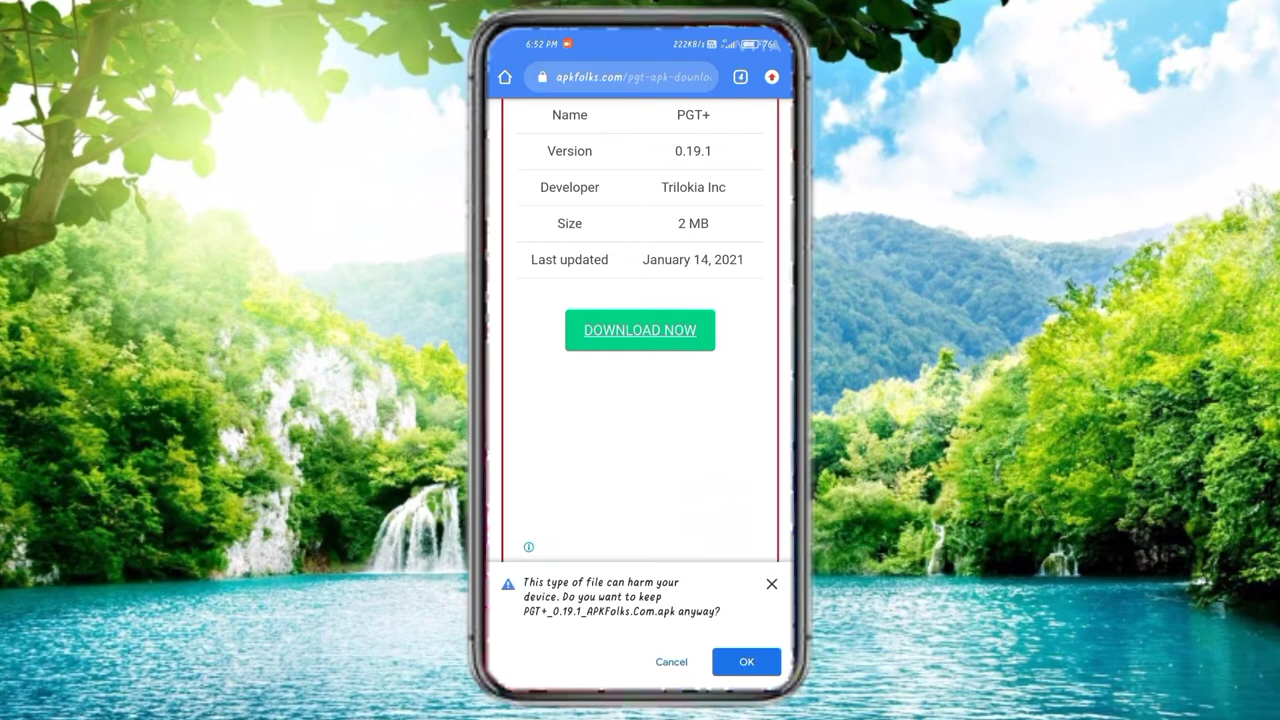 6:52 PM
222KB/s
apkfolks.com/pgt-apk-downlo
4
Name PGT+
Version 0.19.1
Developer Trilokia Inc
Size 2 MB
Last updated January 14, 2021
DOWNLOAD NOW
This type of file can harm your
device. Do you want to keep
PGT+_0.19.1_APKFolks.Com.apk anyway?
Cancel OK